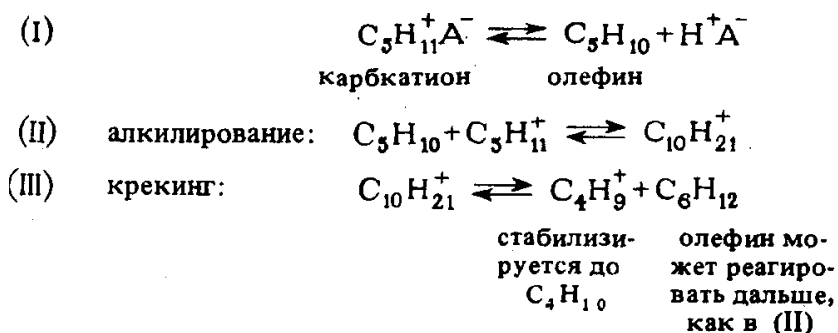 (I) C₅H₁₁⁺A⁻ ⇄ C₅H₁₀ + H⁺A⁻
карбкатион олефин
(II) алкилирование: C₅H₁₀ + C₅H₁₁⁺ ⇄ C₁₀H₂₁⁺
(III) крекинг: C₁₀H₂₁⁺ ⇄ C₄H₉⁺ + C₆H₁₂
стабилизи- олефин мо-
руется до жет реагиро-
C₄H₁₀ вать дальше,
как в (II)